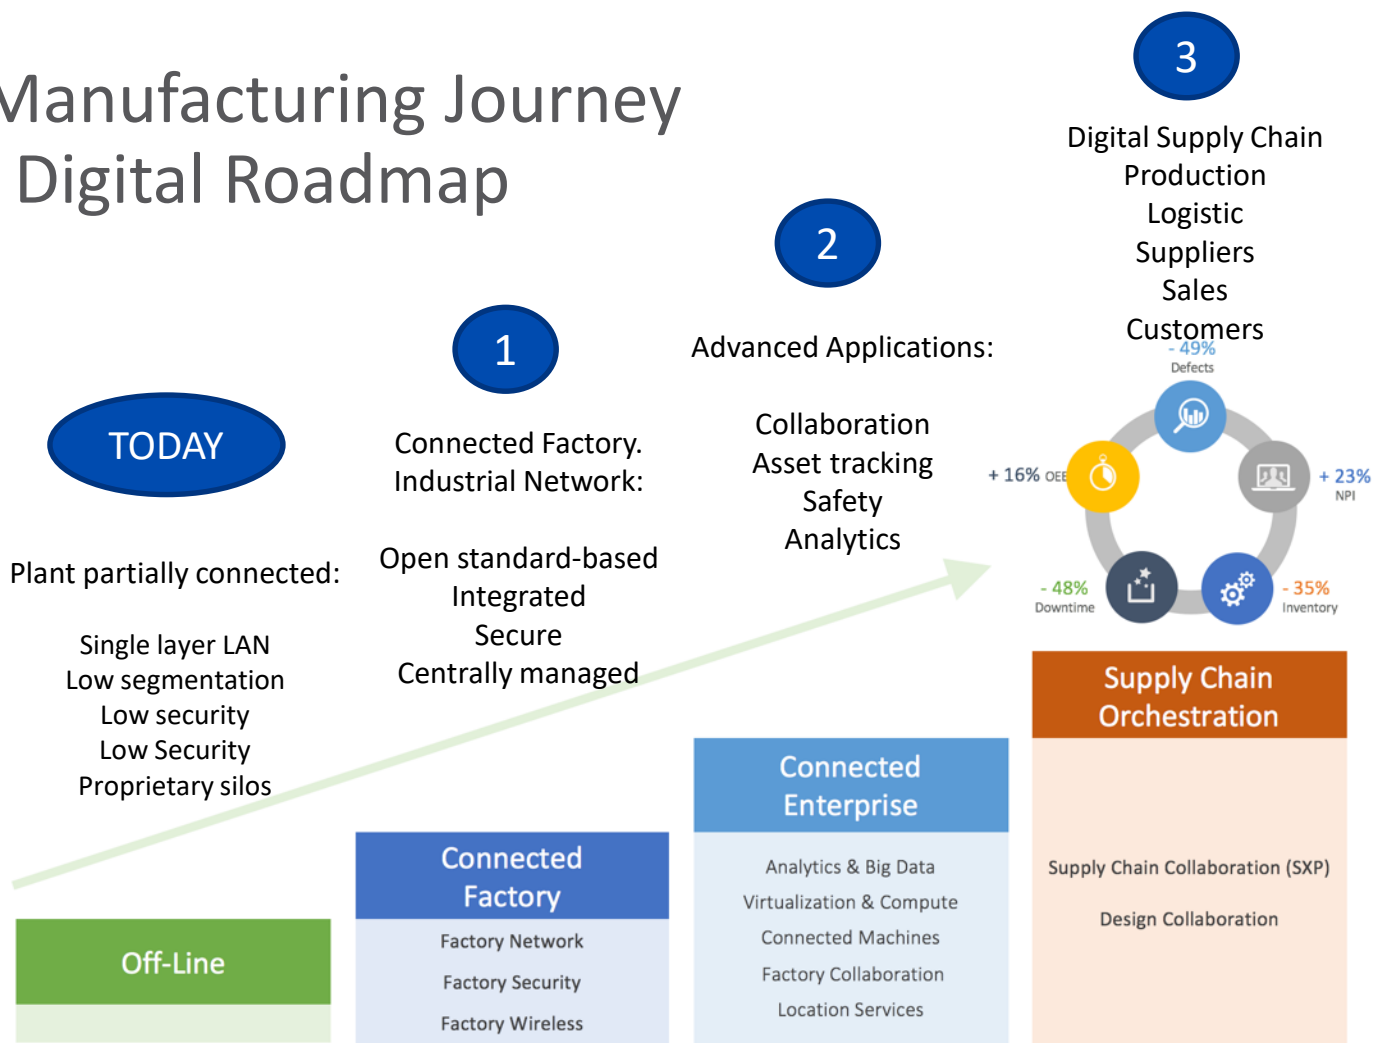 Manufacturing Journey
Digital Roadmap
TODAY
Plant partially connected:
Single layer LAN
Low segmentation
Low security
Low Security
Proprietary silos
1
Connected Factory.
Industrial Network:
Open standard-based
Integrated
Secure
Centrally managed
2
Advanced Applications:
Collaboration
Asset tracking
Safety
Analytics
3
Digital Supply Chain
Production
Logistic
Suppliers
Sales
Customers
- 49%
Defects
+ 16% OEE
+ 23%
NPI
- 48%
Downtime
- 35%
Inventory
Off-Line
Connected
Factory
Factory Network
Factory Security
Factory Wireless
Connected
Enterprise
Analytics & Big Data
Virtualization & Compute
Connected Machines
Factory Collaboration
Location Services
Supply Chain
Orchestration
Supply Chain Collaboration (SXP)
Design Collaboration